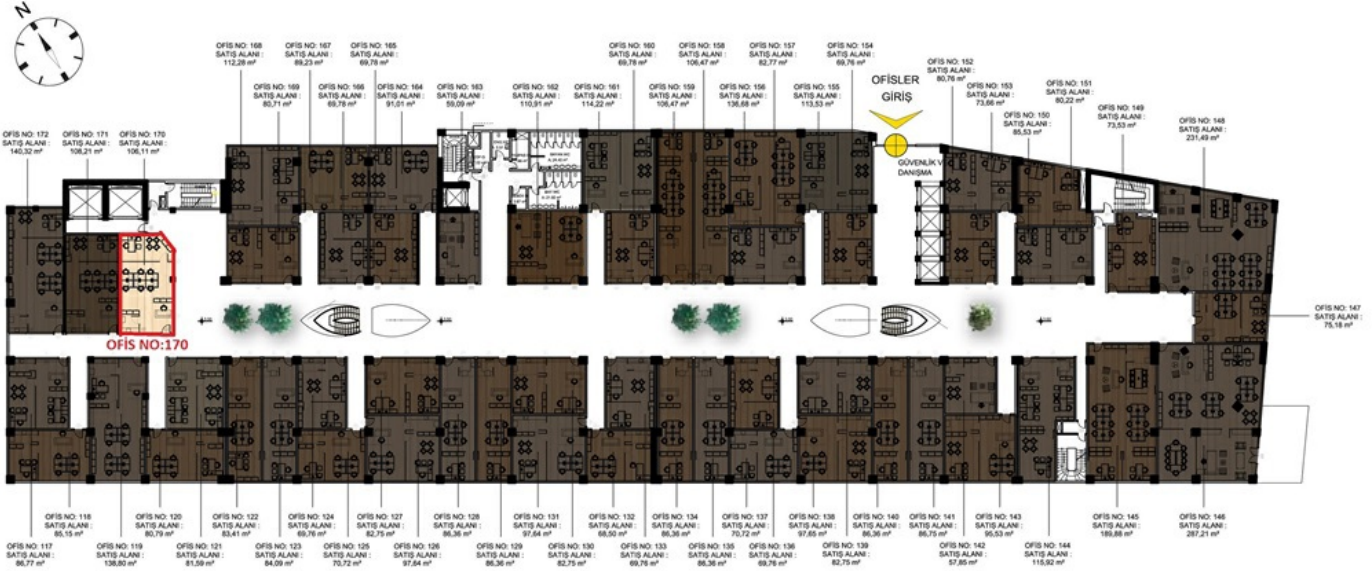 N
OFİS NO: 168
SATIŞ ALANI :
112,28 m²
OFİS NO: 167
SATIŞ ALANI :
89,23 m²
OFİS NO: 165
SATIŞ ALANI :
69,78 m²
OFİS NO: 160
SATIŞ ALANI :
69,78 m²
OFİS NO: 158
SATIŞ ALANI :
106,47 m²
OFİS NO: 157
SATIŞ ALANI :
82,77 m²
OFİS NO: 154
SATIŞ ALANI :
69,76 m²
OFİS NO: 169
SATIŞ ALANI :
80,71 m²
OFİS NO: 166
SATIŞ ALANI :
69,78 m²
OFİS NO: 164
SATIŞ ALANI :
91,01 m²
OFİS NO: 163
SATIŞ ALANI :
59,09 m²
OFİS NO: 162
SATIŞ ALANI :
110,91 m²
OFİS NO: 161
SATIŞ ALANI :
114,22 m²
OFİS NO: 159
SATIŞ ALANI :
106,47 m²
OFİS NO: 156
SATIŞ ALANI :
136,68 m²
OFİS NO: 155
SATIŞ ALANI :
113,53 m²
OFİSLER
GİRİŞ
OFİS NO: 152
SATIŞ ALANI :
80,76 m²
OFİS NO: 153
SATIŞ ALANI :
73,66 m²
OFİS NO: 151
SATIŞ ALANI :
80,22 m²
OFİS NO: 150
SATIŞ ALANI :
85,53 m²
OFİS NO: 149
SATIŞ ALANI :
73,53 m²
OFİS NO: 148
SATIŞ ALANI :
231,49 m²
OFİS NO: 172
SATIŞ ALANI :
140,32 m²
OFİS NO: 171
SATIŞ ALANI :
108,21 m²
OFİS NO: 170
SATIŞ ALANI :
106,11 m²
GÜVENLİK V
DANIŞMA
OFİS NO: 147
SATIŞ ALANI :
75,18 m²
OFİS NO:170
OFİS NO: 118
SATIŞ ALANI :
85,15 m²
OFİS NO: 120
SATIŞ ALANI :
80,79 m²
OFİS NO: 122
SATIŞ ALANI :
83,41 m²
OFİS NO: 124
SATIŞ ALANI :
69,76 m²
OFİS NO: 127
SATIŞ ALANI :
82,75 m²
OFİS NO: 128
SATIŞ ALANI :
86,36 m²
OFİS NO: 131
SATIŞ ALANI :
97,64 m²
OFİS NO: 132
SATIŞ ALANI :
68,50 m²
OFİS NO: 134
SATIŞ ALANI :
86,36 m²
OFİS NO: 137
SATIŞ ALANI :
70,72 m²
OFİS NO: 138
SATIŞ ALANI :
97,65 m²
OFİS NO: 140
SATIŞ ALANI :
86,36 m²
OFİS NO: 141
SATIŞ ALANI :
86,75 m²
OFİS NO: 143
SATIŞ ALANI :
95,53 m²
OFİS NO: 145
SATIŞ ALANI :
189,88 m²
OFİS NO: 146
SATIŞ ALANI :
287,21 m²
OFİS NO: 117
SATIŞ ALANI :
86,77 m²
OFİS NO: 119
SATIŞ ALANI :
138,80 m²
OFİS NO: 121
SATIŞ ALANI :
81,59 m²
OFİS NO: 123
SATIŞ ALANI :
84,09 m²
OFİS NO: 125
SATIŞ ALANI :
70,72 m²
OFİS NO: 126
SATIŞ ALANI :
97,64 m²
OFİS NO: 129
SATIŞ ALANI :
86,36 m²
OFİS NO: 130
SATIŞ ALANI :
82,75 m²
OFİS NO: 133
SATIŞ ALANI :
69,76 m²
OFİS NO: 135
SATIŞ ALANI :
86,36 m²
OFİS NO: 136
SATIŞ ALANI :
69,76 m²
OFİS NO: 139
SATIŞ ALANI :
82,75 m²
OFİS NO: 142
SATIŞ ALANI :
57,85 m²
OFİS NO: 144
SATIŞ ALANI :
115,92 m²